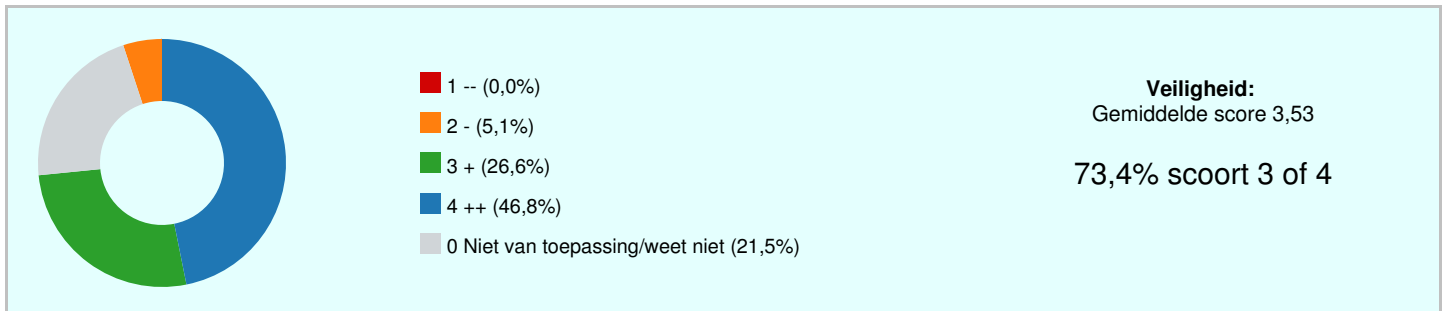 1 -- (0,0%)
2 - (5,1%)
3 + (26,6%)
4 ++ (46,8%)
0 Niet van toepassing/weet niet (21,5%)
Veiligheid:
Gemiddelde score 3,53
73,4% scoort 3 of 4